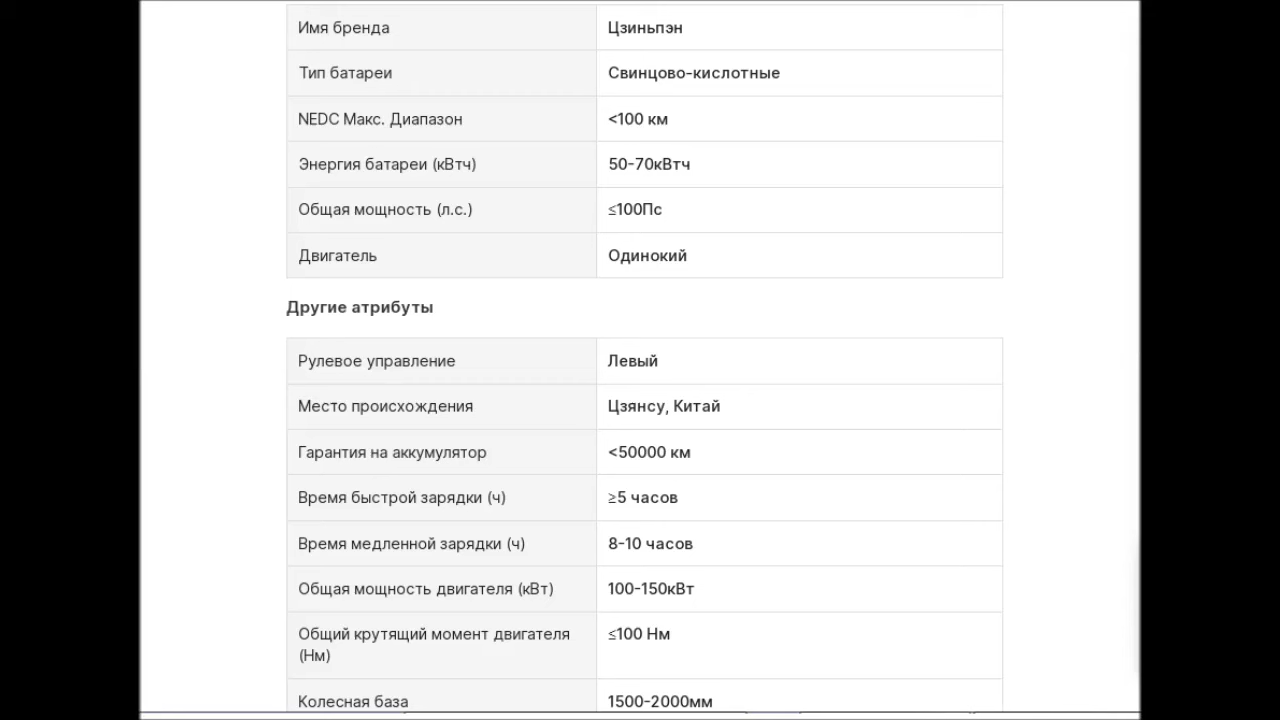 Имя бренда Цзиньпэн
Тип батареи Свинцово-кислотные
NEDC Макс. Диапазон <100 км
Энергия батареи (кВтч) 50-70кВтч
Общая мощность (л.с.) ≤100Пс
Двигатель Одинокий
Другие атрибуты
Рулевое управление Левый
Место происхождения Цзянсу, Китай
Гарантия на аккумулятор <50000 км
Время быстрой зарядки (ч) ≥5 часов
Время медленной зарядки (ч) 8-10 часов
Общая мощность двигателя (кВт) 100-150кВт
Общий крутящий момент двигателя ≤100 Нм
(Нм)
Колесная база 1500-2000мм